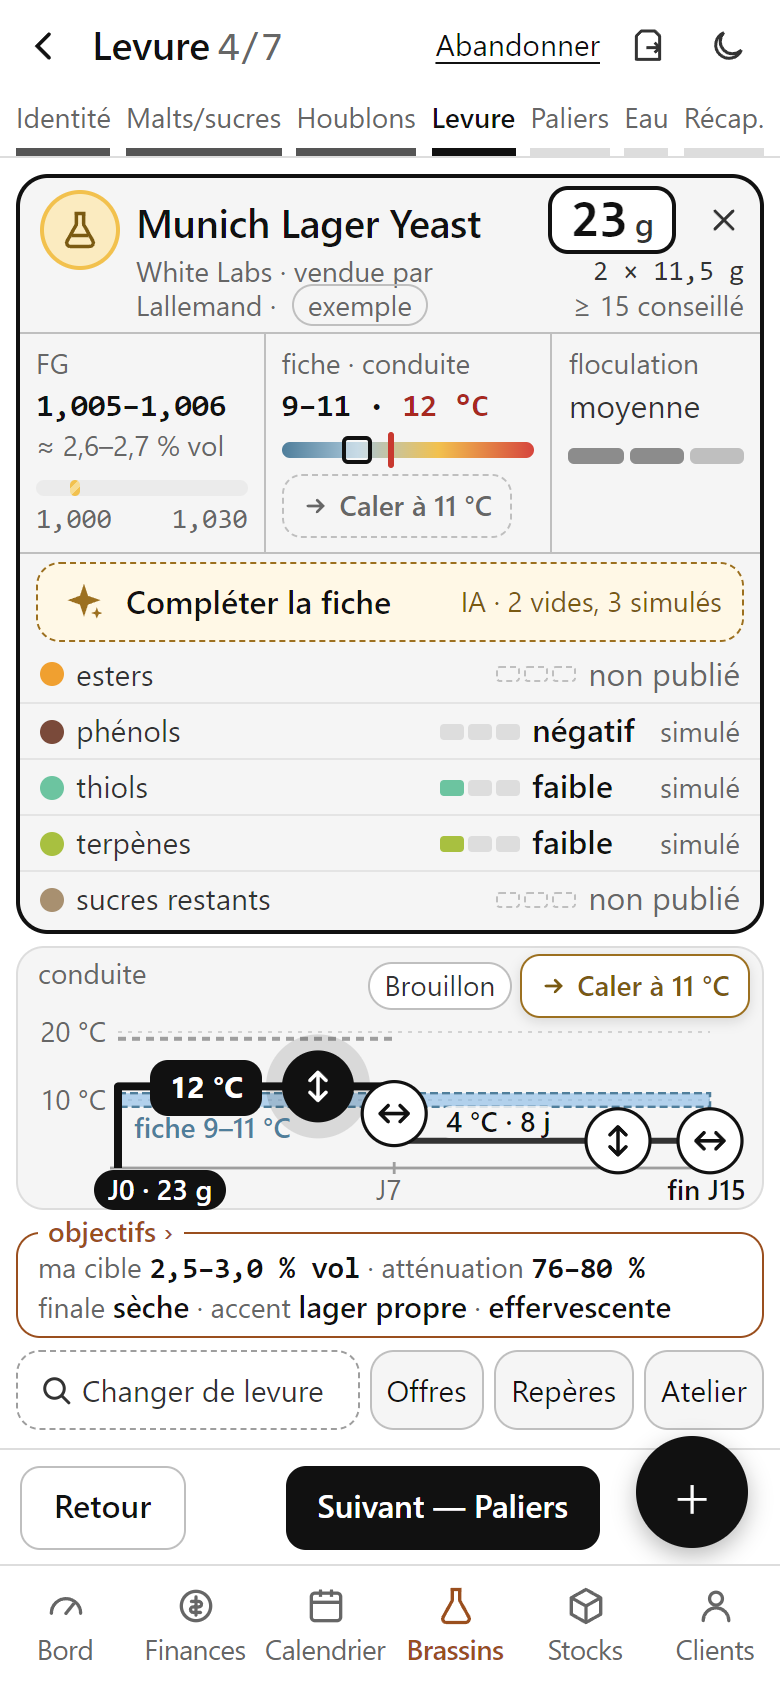 Levure 4/7 Abandonner
Identité Malts/sucres Houblons Levure Paliers Eau Récap.
Munich Lager Yeast 23 g
White Labs · vendue par
Lallemand · exemple
2 × 11,5 g
≥ 15 conseillé
FG
1,005–1,006
≈ 2,6–2,7 % vol
1,000 1,030
fiche · conduite
9–11 · 12 °C
→ Caler à 11 °C
floculation
moyenne
Compléter la fiche IA · 2 vides, 3 simulés
esters non publié
phénols négatif simulé
thiols faible simulé
terpènes faible simulé
sucres restants non publié
conduite Brouillon → Caler à 11 °C
20 °C
12 °C
10 °C
fiche 9–11 °C
4 °C · 8 j
J0 · 23 g J7 fin J15
objectifs ›
ma cible 2,5–3,0 % vol · atténuation 76–80 %
finale sèche · accent lager propre · effervescente
Changer de levure Offres Repères Atelier
Retour Suivant — Paliers +
Bord Finances Calendrier Brassins Stocks Clients